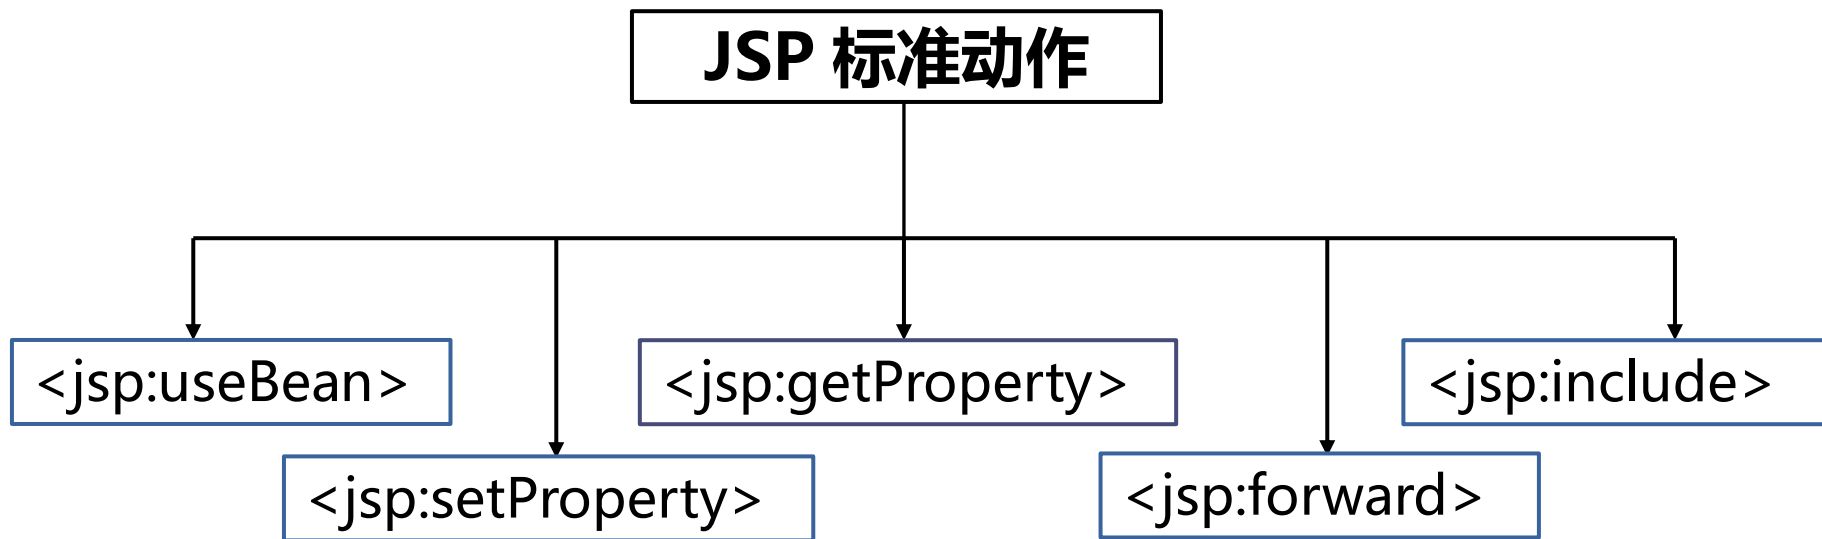 JSP 标准动作
<jsp:useBean>
<jsp:getProperty>
<jsp:include>
<jsp:setProperty>
<jsp:forward>